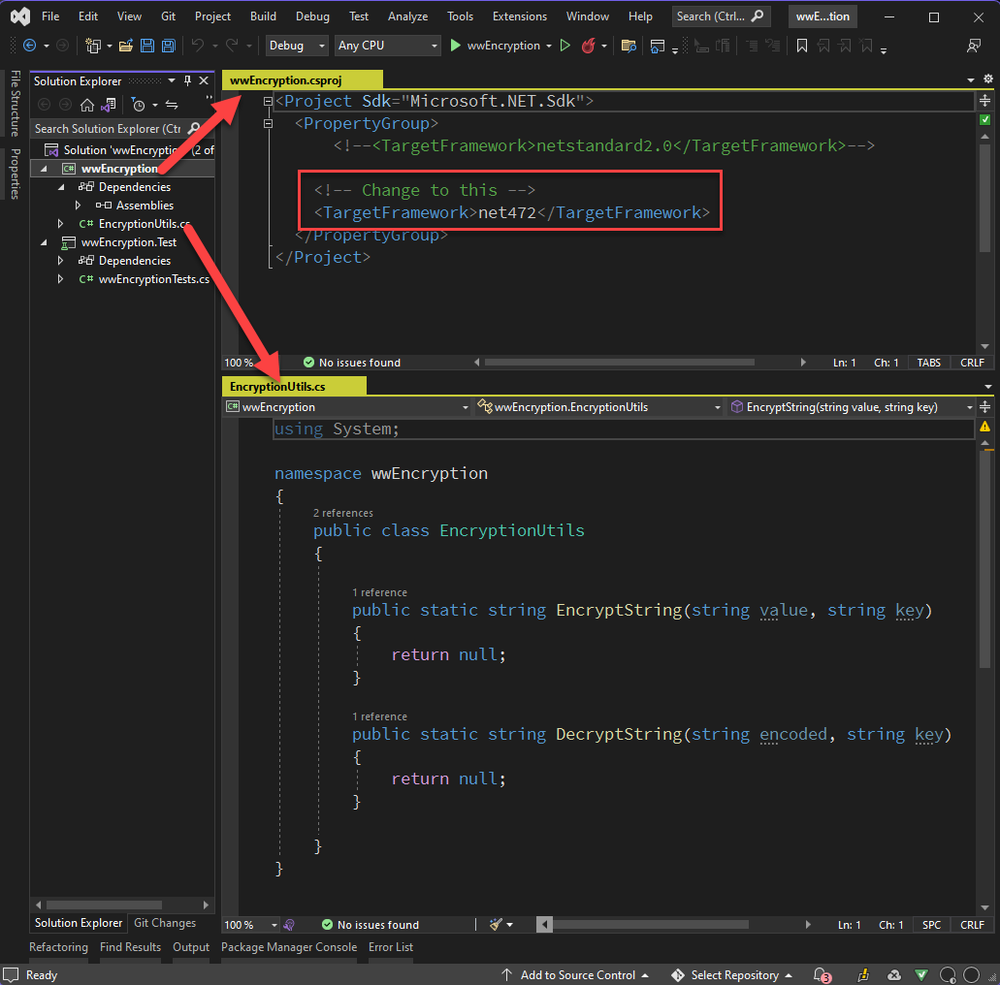 File Edit View Git Project Build Debug Test Analyze Tools Extensions Window Help Search (Ctrl... wwE...tion
Debug Any CPU wwEncryption
File Structure
Properties
Solution Explorer
Search Solution Explorer (Ctr
Solution 'wwEncryptio (2 of
C# wwEncryption
Dependencies
Assemblies
C# EncryptionUtils.cs
wwEncryption.Test
Dependencies
C# wwEncryptionTests.cs
Solution Explorer Git Changes
wwEncryption.csproj
<Project Sdk="Microsoft.NET.Sdk">
<PropertyGroup>
<!--<TargetFramework>netstandard2.0</TargetFramework>-->
<!-- Change to this -->
<TargetFramework>net472</TargetFramework>
</PropertyGroup>
</Project>
100 % No issues found Ln: 1 Ch: 1 TABS CRLF
EncryptionUtils.cs
C# wwEncryption wwEncryption.EncryptionUtils EncryptString(string value, string key)
using System;
namespace wwEncryption
{
2 references
public class EncryptionUtils
{
1 reference
public static string EncryptString(string value, string key)
{
return null;
}
1 reference
public static string DecryptString(string encoded, string key)
{
return null;
}
}
}
100 % No issues found Ln: 1 Ch: 1 SPC CRLF
Refactoring Find Results Output Package Manager Console Error List
Ready Add to Source Control Select Repository 3